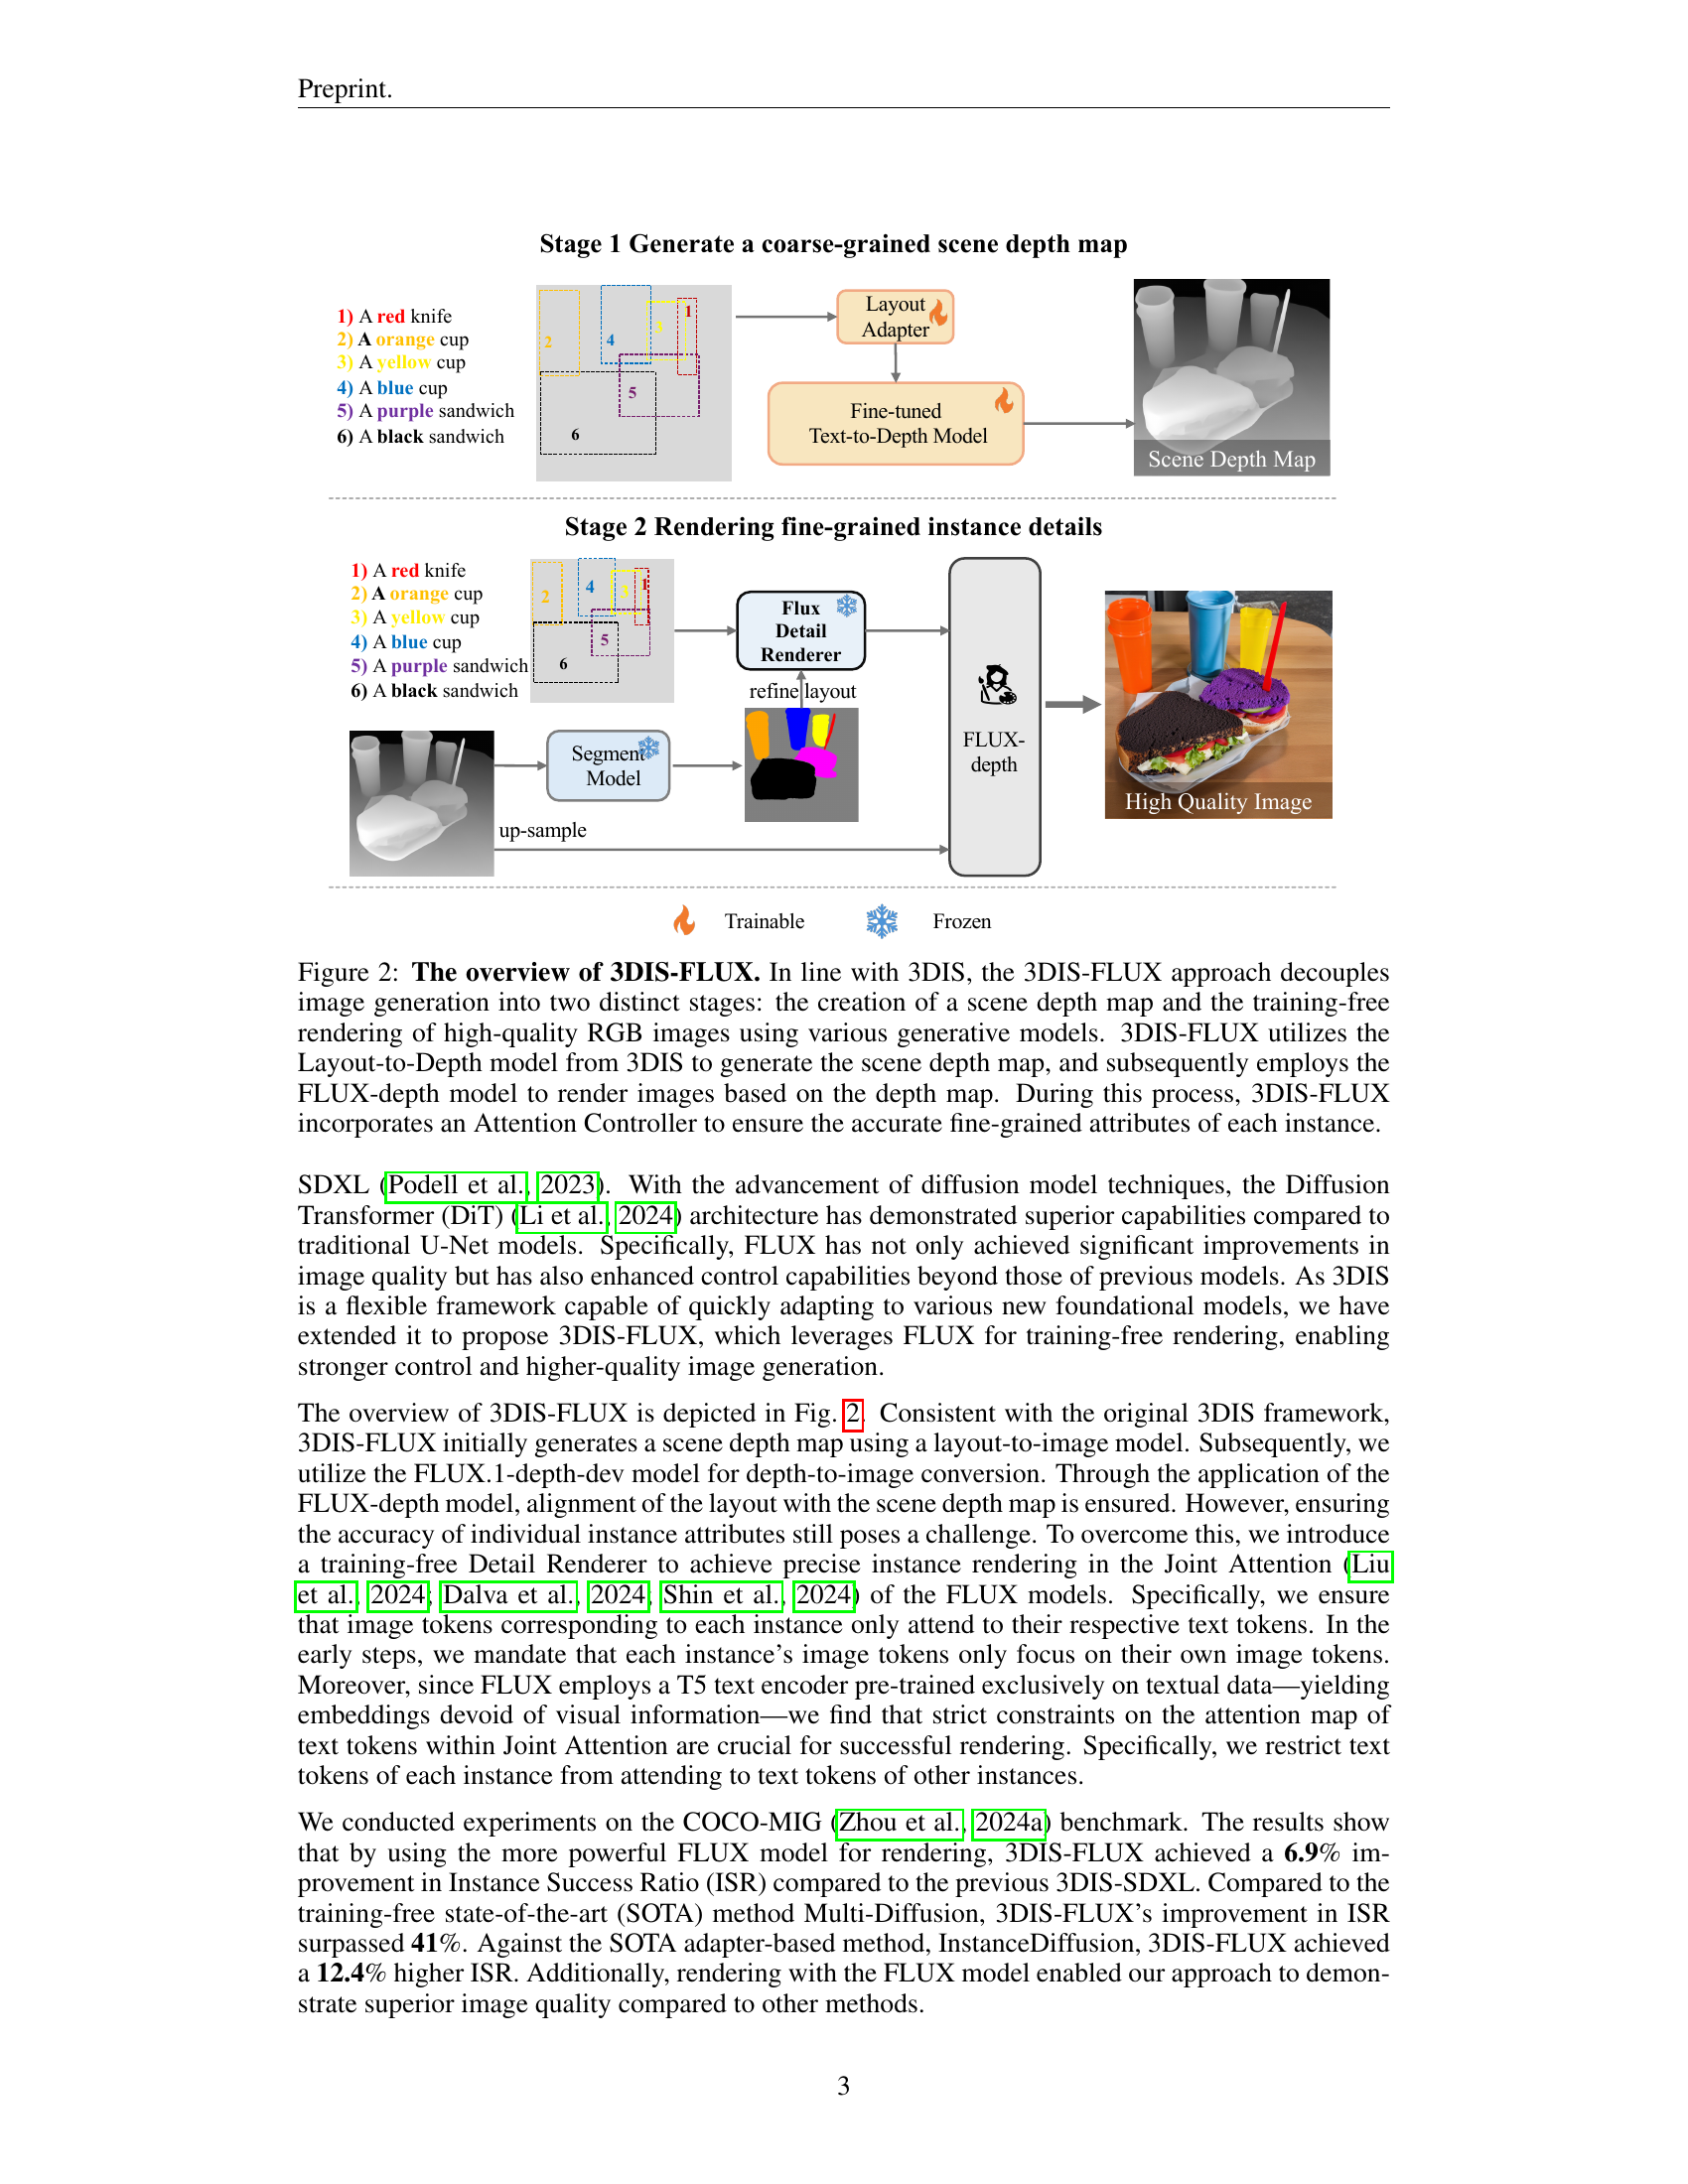 Preprint.
Stage 1 Generate a coarse-grained scene depth map
1) A red knife
2) A orange cup
3) A yellow cup
4) A blue cup
5) A purple sandwich
6) A black sandwich
2
4
3
1
5
6
Layout
Adapter
Fine-tuned
Text-to-Depth Model
Scene Depth Map
Stage 2 Rendering fine-grained instance details
1) A red knife
2) A orange cup
3) A yellow cup
4) A blue cup
5) A purple sandwich
6) A black sandwich
2
4
3
1
5
6
Flux
Detail
Renderer
refine layout
Segment
Model
up-sample
FLUX-
depth
High Quality Image
Trainable
Frozen
Figure 2: The overview of 3DIS-FLUX. In line with 3DIS, the 3DIS-FLUX approach decouples
image generation into two distinct stages: the creation of a scene depth map and the training-free
rendering of high-quality RGB images using various generative models. 3DIS-FLUX utilizes the
Layout-to-Depth model from 3DIS to generate the scene depth map, and subsequently employs the
FLUX-depth model to render images based on the depth map. During this process, 3DIS-FLUX
incorporates an Attention Controller to ensure the accurate fine-grained attributes of each instance.
SDXL (Podell et al., 2023). With the advancement of diffusion model techniques, the Diffusion
Transformer (DiT) (Li et al., 2024) architecture has demonstrated superior capabilities compared to
traditional U-Net models. Specifically, FLUX has not only achieved significant improvements in
image quality but has also enhanced control capabilities beyond those of previous models. As 3DIS
is a flexible framework capable of quickly adapting to various new foundational models, we have
extended it to propose 3DIS-FLUX, which leverages FLUX for training-free rendering, enabling
stronger control and higher-quality image generation.
The overview of 3DIS-FLUX is depicted in Fig. 2. Consistent with the original 3DIS framework,
3DIS-FLUX initially generates a scene depth map using a layout-to-image model. Subsequently, we
utilize the FLUX.1-depth-dev model for depth-to-image conversion. Through the application of the
FLUX-depth model, alignment of the layout with the scene depth map is ensured. However, ensuring
the accuracy of individual instance attributes still poses a challenge. To overcome this, we introduce
a training-free Detail Renderer to achieve precise instance rendering in the Joint Attention (Liu
et al., 2024; Dalva et al., 2024; Shin et al., 2024) of the FLUX models. Specifically, we ensure
that image tokens corresponding to each instance only attend to their respective text tokens. In the
early steps, we mandate that each instance's image tokens only focus on their own image tokens.
Moreover, since FLUX employs a T5 text encoder pre-trained exclusively on textual data—yielding
embeddings devoid of visual information—we find that strict constraints on the attention map of
text tokens within Joint Attention are crucial for successful rendering. Specifically, we restrict text
tokens of each instance from attending to text tokens of other instances.
We conducted experiments on the COCO-MIG (Zhou et al., 2024a) benchmark. The results show
that by using the more powerful FLUX model for rendering, 3DIS-FLUX achieved a 6.9% im-
provement in Instance Success Ratio (ISR) compared to the previous 3DIS-SDXL. Compared to the
training-free state-of-the-art (SOTA) method Multi-Diffusion, 3DIS-FLUX's improvement in ISR
surpassed 41%. Against the SOTA adapter-based method, InstanceDiffusion, 3DIS-FLUX achieved
a 12.4% higher ISR. Additionally, rendering with the FLUX model enabled our approach to demon-
strate superior image quality compared to other methods.
3